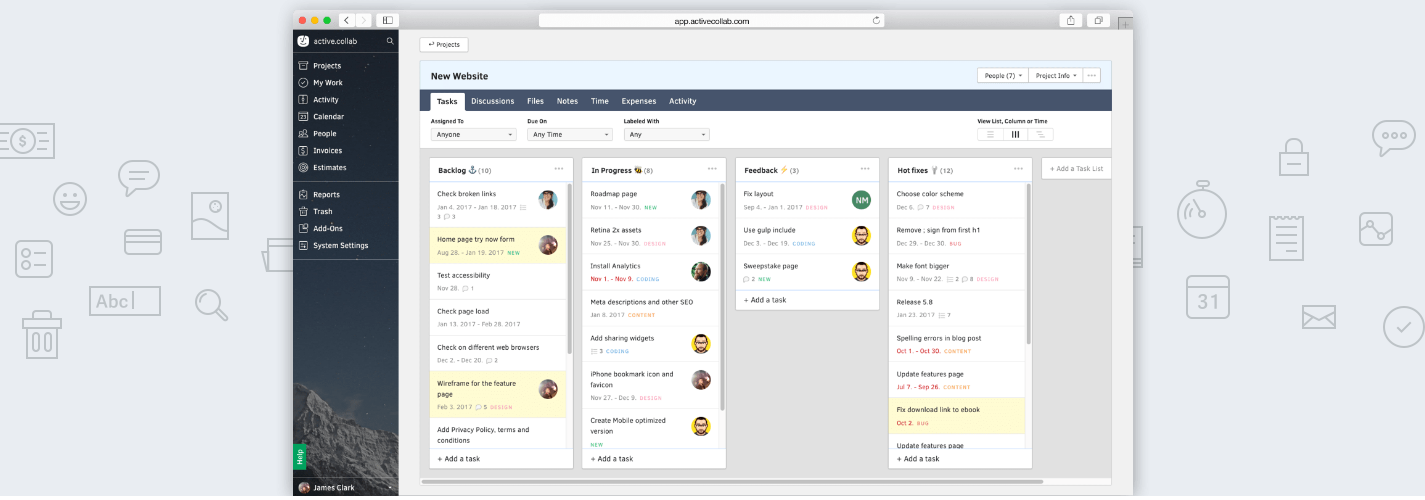 app.activecollab.com
active.collab
Projects
My Work
Activity
23
Calendar
People
Invoices
Estimates
Reports
Trash
Add-Ons
System Settings
Help
James Clark
Projects
New Website
People (7)
Project Info
Tasks
Discussions
Files
Notes
Time
Expenses
Activity
Assigned To
Due On
Labeled With
View List, Column or Time
Anyone
Any Time
Any
Backlog (10)
Check broken links
Jan 4. 2017 - Jan 18. 2017
3 3
Home page try now form
Aug 28. - Jan 19. 2017 NEW
Test accessibility
Nov 28. 1
Check page load
Jan 13. 2017 - Feb 28. 2017
Check on different web browsers
Dec 2. - Dec 20. 2
Wireframe for the feature
page
Feb 3. 2017 5 DESIGN
Add Privacy Policy, terms and
conditions
+ Add a task
In Progress (8)
Roadmap page
Nov 11. - Nov 30. NEW
Retina 2x assets
Nov 25. - Nov 30. DESIGN
Install Analytics
Nov 1. - Nov 9. CODING
Meta descriptions and other SEO
Jan 8. 2017 CONTENT
Add sharing widgets
3 CODING
iPhone bookmark icon and
favicon
Nov 27. - Dec 9. DESIGN
Create Mobile optimized
version
NEW
+ Add a task
Feedback (3)
Fix layout
Sep 4. - Jan 1. 2017 DESIGN
NM
Use gulp include
Dec 3. - Dec 19. CODING
Sweepstake page
2 NEW
+ Add a task
Hot fixes (12)
Choose color scheme
Dec 6. 7 DESIGN
Remove ; sign from first h1
Dec 29. - Dec 30. BUG
Make font bigger
Nov 9. - Nov 22. 2 8 DESIGN
Release 5.8
Jan 23. 2017 7
Spelling errors in blog post
Oct 1. - Oct 30. CONTENT
Update features page
Jul 7. - Sep 26. CONTENT
Fix download link to ebook
Oct 2. BUG
Update features page
+ Add a task
+ Add a Task List
Abc
31